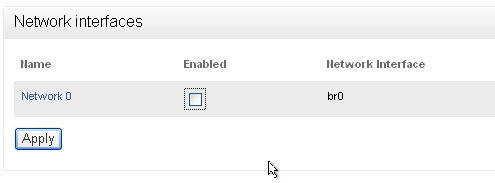 Network interfaces
Name Enabled Network Interface
Network 0 br0
Apply